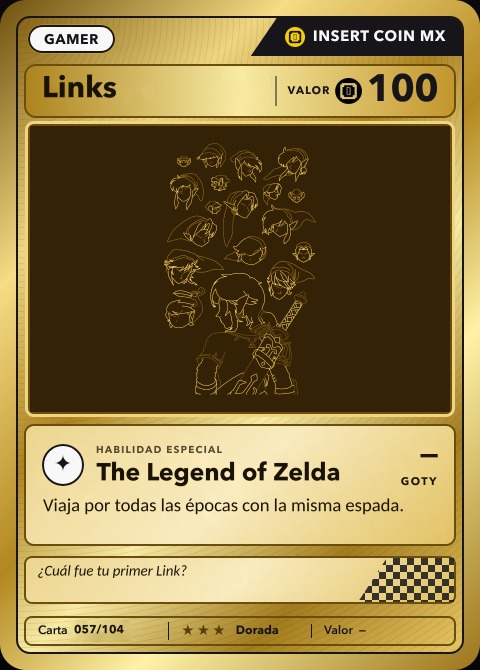 GAMER
INSERT COIN MX
Links
VALOR 100
HABILIDAD ESPECIAL
The Legend of Zelda
–
GOTY
Viaja por todas las épocas con la misma espada.
¿Cuál fue tu primer Link?
Carta 057/104 ★ ★ ★ Dorada Valor –